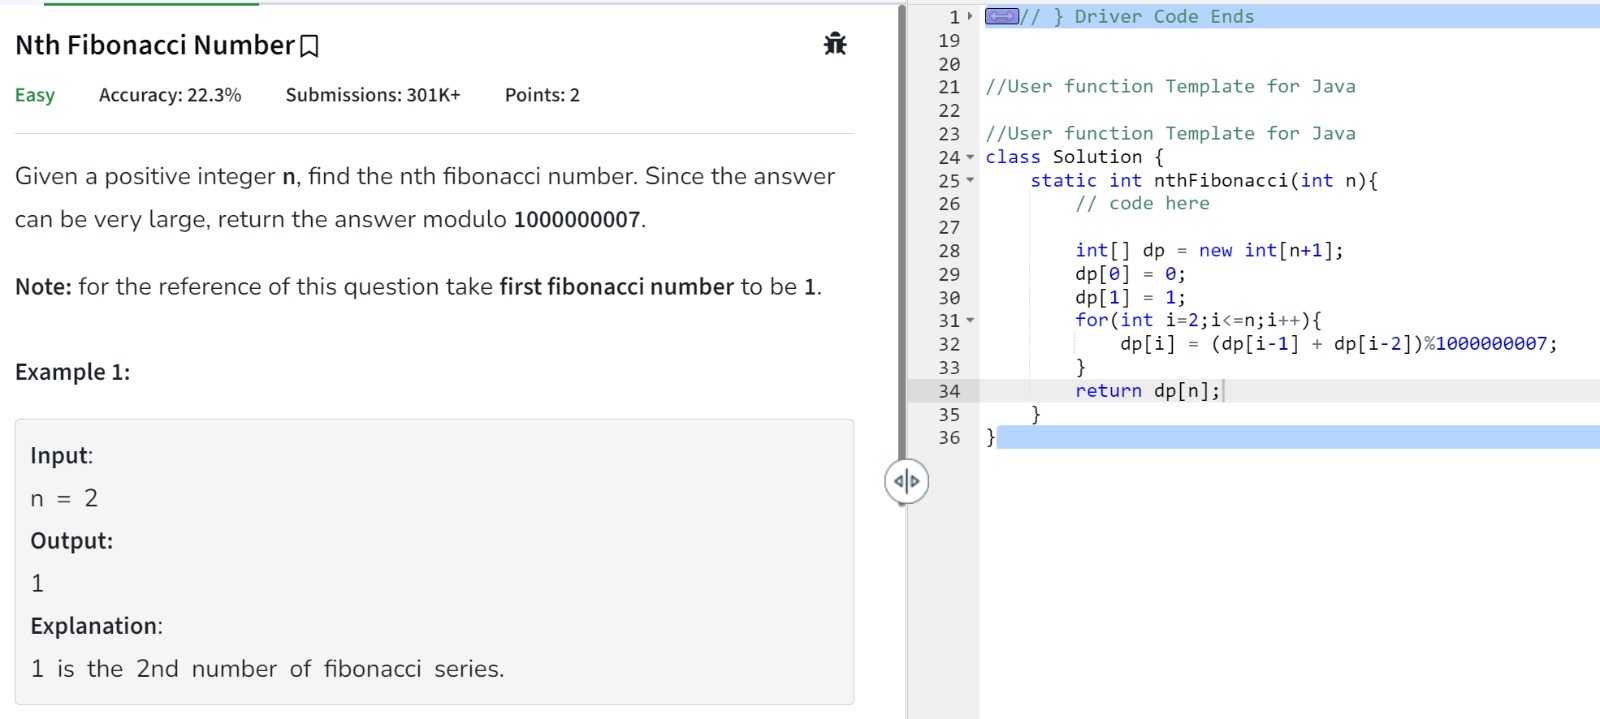 Nth Fibonacci Number
Easy Accuracy: 22.3% Submissions: 301K+ Points: 2
Given a positive integer n, find the nth fibonacci number. Since the answer
can be very large, return the answer modulo 1000000007.
Note: for the reference of this question take first fibonacci number to be 1.
Example 1:
Input:
n = 2
Output:
1
Explanation:
1 is the 2nd number of fibonacci series.
1 // } Driver Code Ends
19
20
21 //User function Template for Java
22
23 //User function Template for Java
24 class Solution {
25     static int nthFibonacci(int n){
26         // code here
27
28         int[] dp = new int[n+1];
29         dp[0] = 0;
30         dp[1] = 1;
31         for(int i=2;i<=n;i++){
32             dp[i] = (dp[i-1] + dp[i-2])%1000000007;
33         }
34         return dp[n];
35     }
36 }